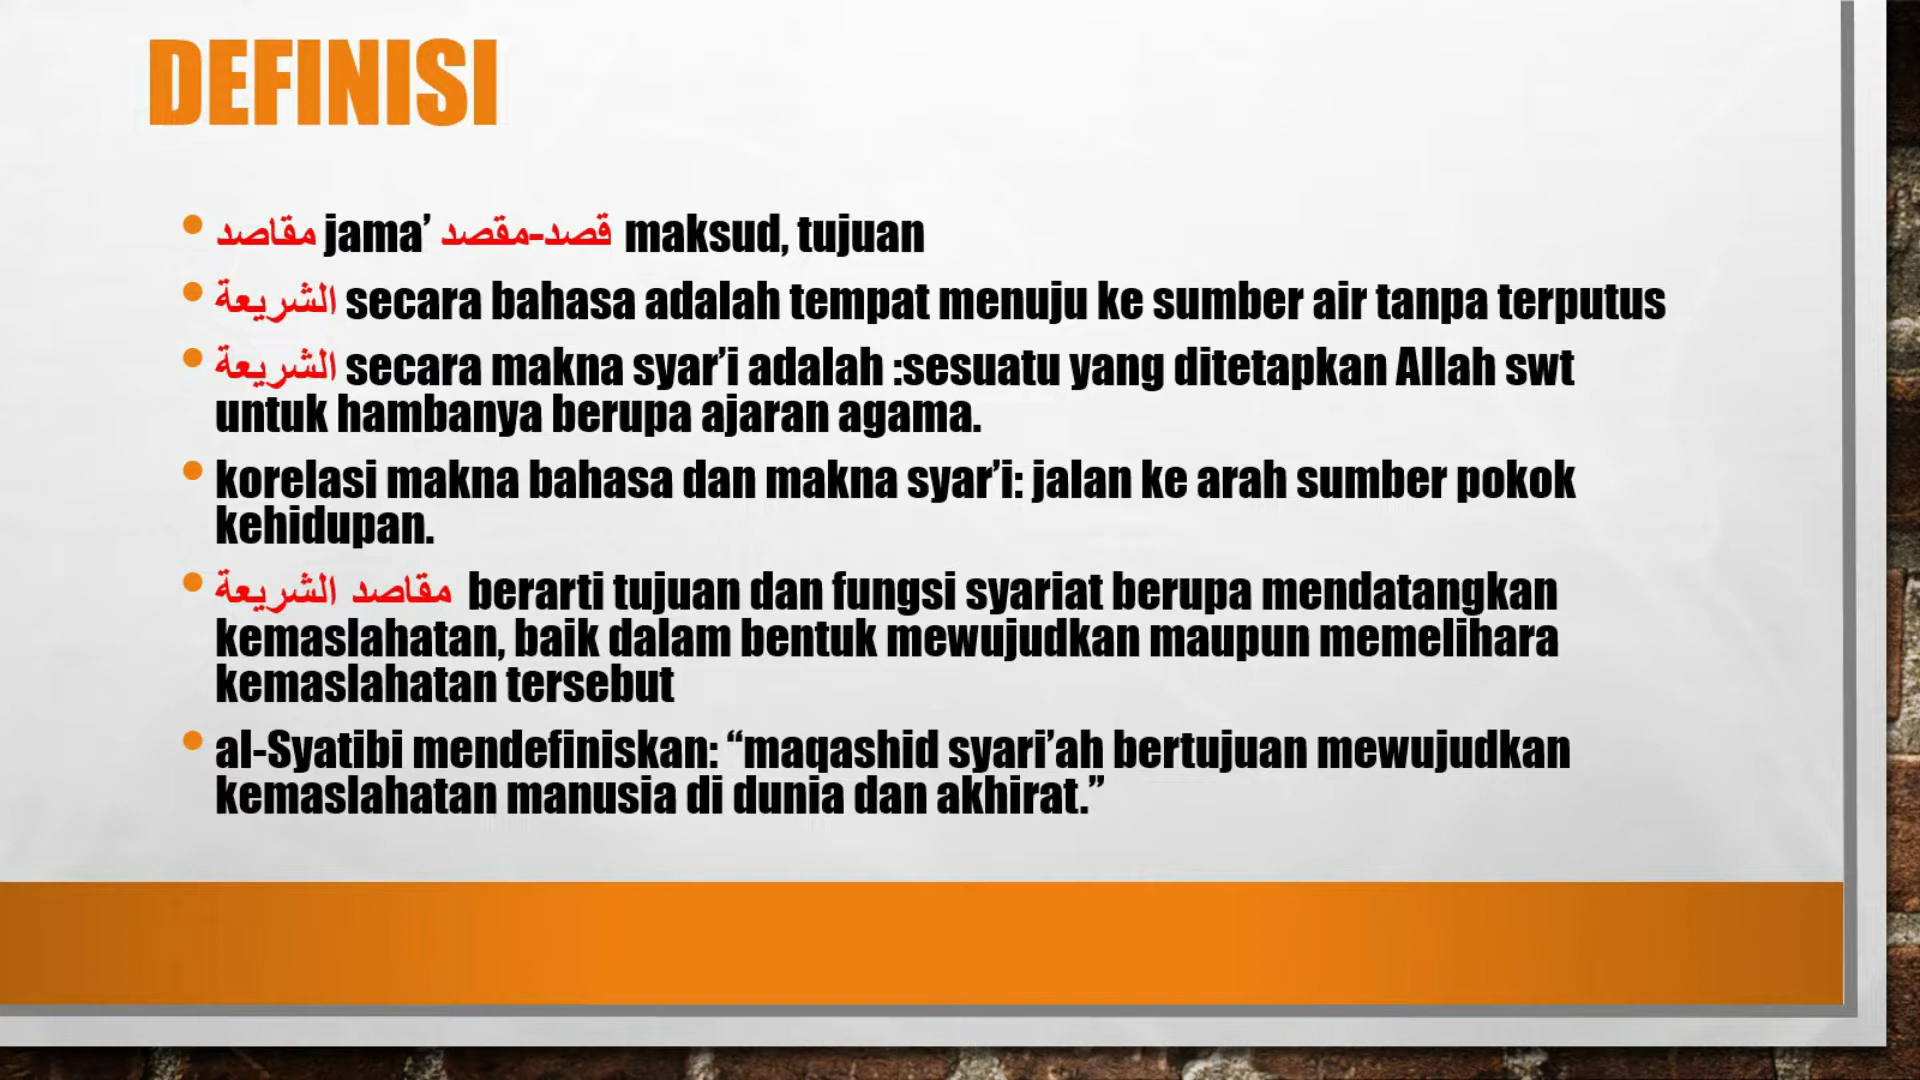 DEFINISI
• مقاصد jama’ قصد-مقصد maksud, tujuan
• الشريعة secara bahasa adalah tempat menuju ke sumber air tanpa terputus
• الشريعة secara makna syar’i adalah :sesuatu yang ditetapkan Allah swt
untuk hambanya berupa ajaran agama.
• korelasi makna bahasa dan makna syar’i: jalan ke arah sumber pokok
kehidupan.
• مقاصد الشريعة berarti tujuan dan fungsi syariat berupa mendatangkan
kemaslahatan, baik dalam bentuk mewujudkan maupun memelihara
kemaslahatan tersebut
• al-Syatibi mendefiniskan: “maqashid syari’ah bertujuan mewujudkan
kemaslahatan manusia di dunia dan akhirat.”